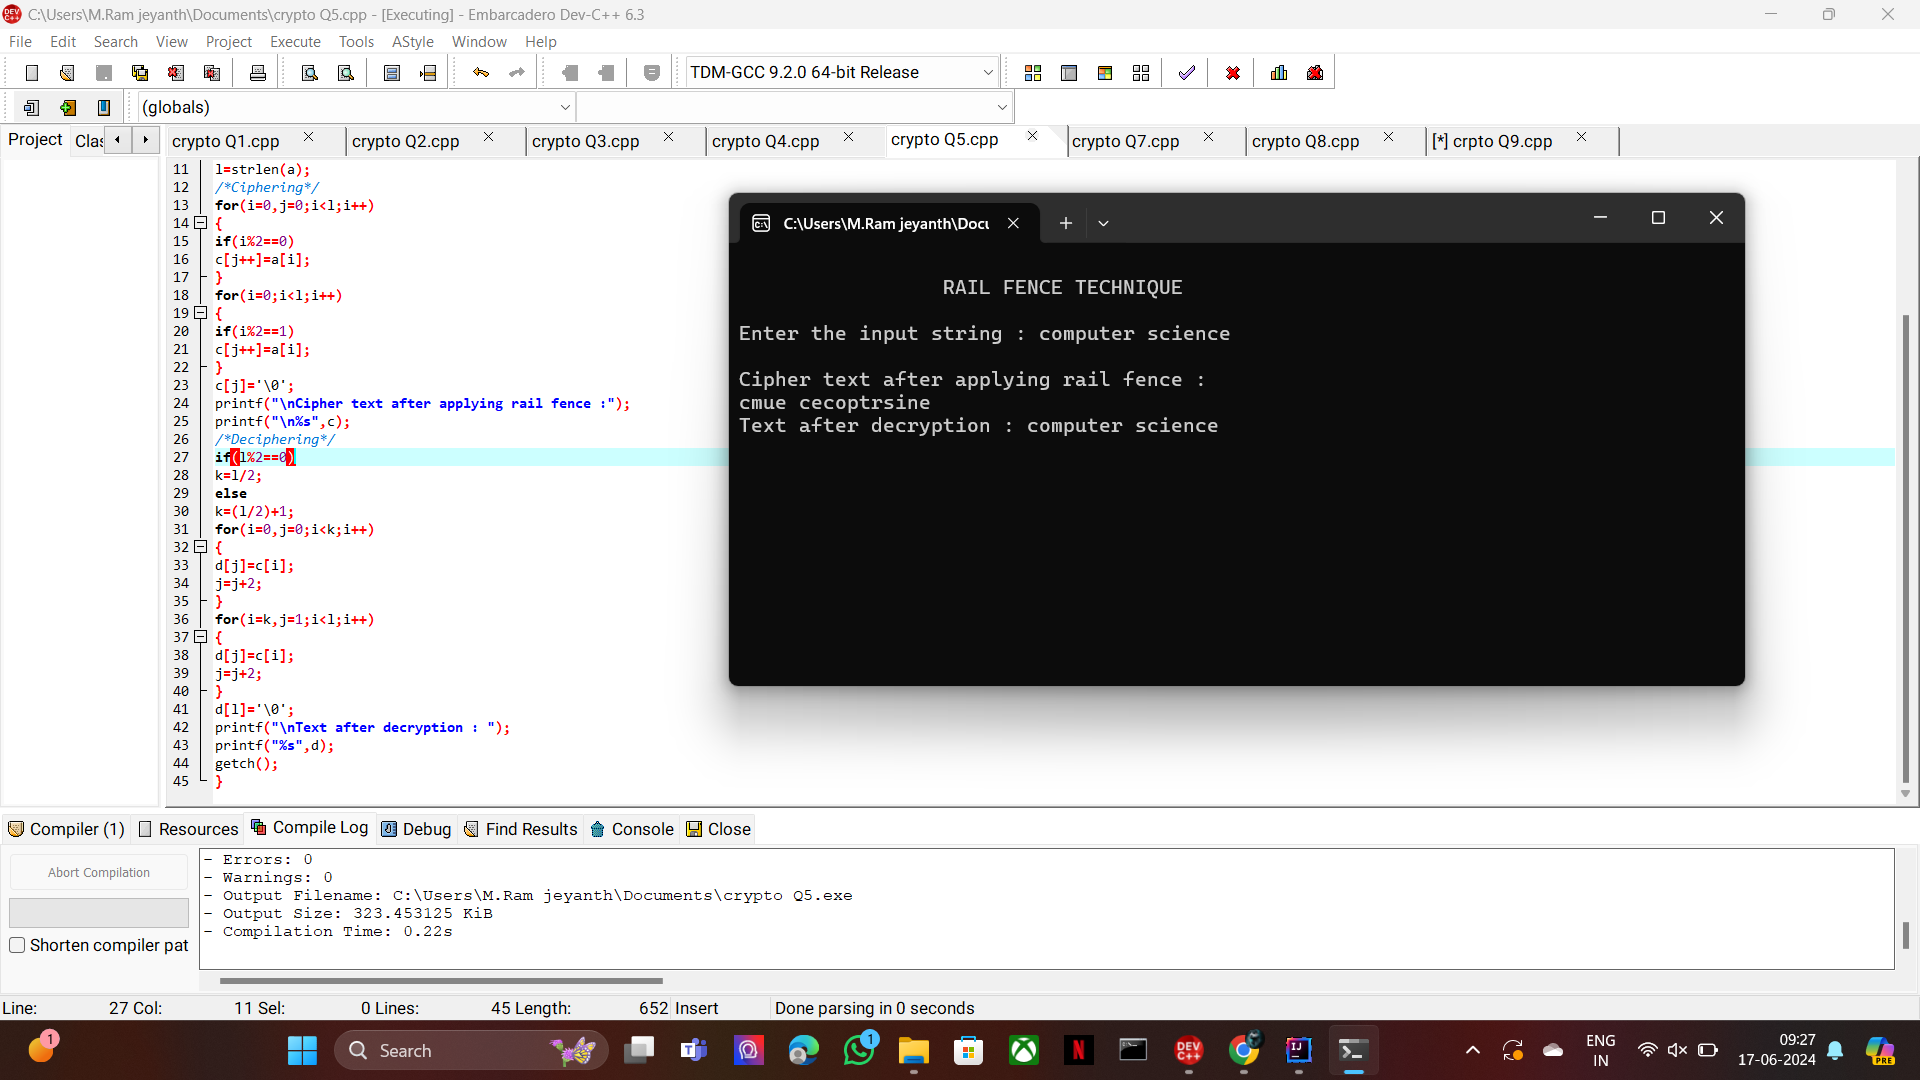 C:\Users\M.Ram jeyanth\Documents\crypto Q5.cpp - [Executing] - Embarcadero Dev-C++ 6.3
File Edit Search View Project Execute Tools AStyle Window Help
TDM-GCC 9.2.0 64-bit Release
(globals)
Project Clas
crypto Q1.cpp crypto Q2.cpp crypto Q3.cpp crypto Q4.cpp crypto Q5.cpp crypto Q7.cpp crypto Q8.cpp [*] crpto Q9.cpp
11 l=strlen(a);
12 /*Ciphering*/
13 for(i=0,j=0;i<l;i++)
14 {
15 if(i%2==0)
16 c[j++]=a[i];
17 }
18 for(i=0;i<l;i++)
19 {
20 if(i%2==1)
21 c[j++]=a[i];
22 }
23 c[j]='\0';
24 printf("\nCipher text after applying rail fence :");
25 printf("\n%s",c);
26 /*Deciphering*/
27 if(l%2==0)
28 k=l/2;
29 else
30 k=(l/2)+1;
31 for(i=0,j=0;i<k;i++)
32 {
33 d[j]=c[i];
34 j=j+2;
35 }
36 for(i=k,j=1;i<l;i++)
37 {
38 d[j]=c[i];
39 j=j+2;
40 }
41 d[l]='\0';
42 printf("\nText after decryption : ");
43 printf("%s",d);
44 getch();
45 }
C:\Users\M.Ram jeyanth\Docu
RAIL FENCE TECHNIQUE
Enter the input string : computer science
Cipher text after applying rail fence :
cmue cecoptrsine
Text after decryption : computer science
Compiler (1) Resources Compile Log Debug Find Results Console Close
Abort Compilation
Shorten compiler pat
- Errors: 0
- Warnings: 0
- Output Filename: C:\Users\M.Ram jeyanth\Documents\crypto Q5.exe
- Output Size: 323.453125 KiB
- Compilation Time: 0.22s
Line: 27 Col: 11 Sel: 0 Lines: 45 Length: 652 Insert Done parsing in 0 seconds
1
Search
1
DEV C++
IJ
ENG
IN
09:27
17-06-2024
PRE